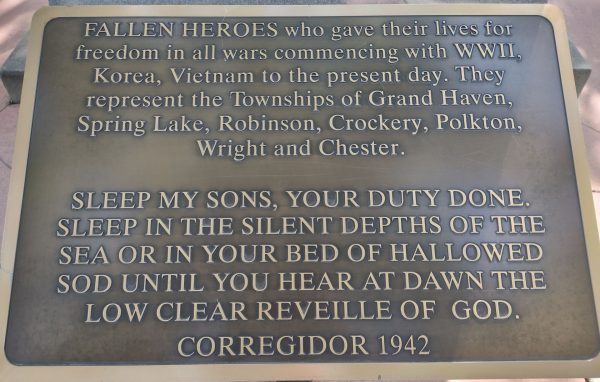 FALLEN HEROES who gave their lives for
freedom in all wars commencing with WWII,
Korea, Vietnam to the present day. They
represent the Townships of Grand Haven,
Spring Lake, Robinson, Crockery, Polkton,
Wright and Chester.
SLEEP MY SONS, YOUR DUTY DONE.
SLEEP IN THE SILENT DEPTHS OF THE
SEA OR IN YOUR BED OF HALLOWED
SOD UNTIL YOU HEAR AT DAWN THE
LOW CLEAR REVEILLE OF GOD.
CORREGIDOR 1942